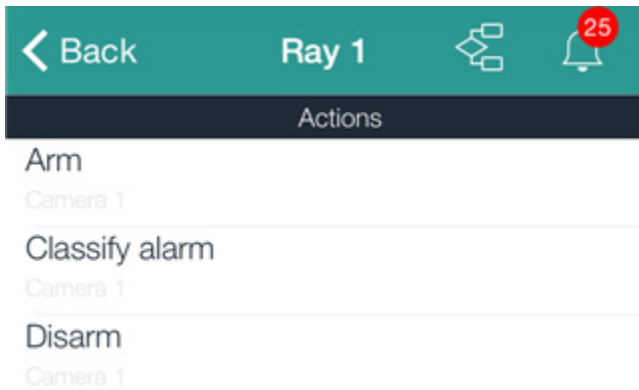 Back
Ray 1
25
Actions
Arm
Camera 1
Classify alarm
Camera 1
Disarm
Camera 1